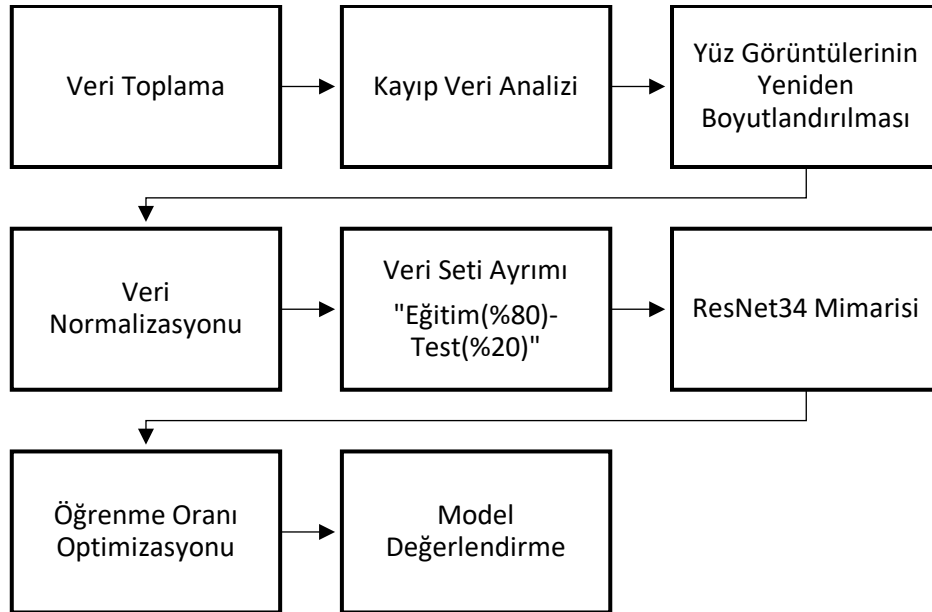 Veri Toplama
Kayıp Veri Analizi
Yüz Görüntülerinin
Yeniden
Boyutlandırılması
Veri
Normalizasyonu
Veri Seti Ayrımı
"Eğitim(%80)-
Test(%20)"
ResNet34 Mimarisi
Öğrenme Oranı
Optimizasyonu
Model
Değerlendirme